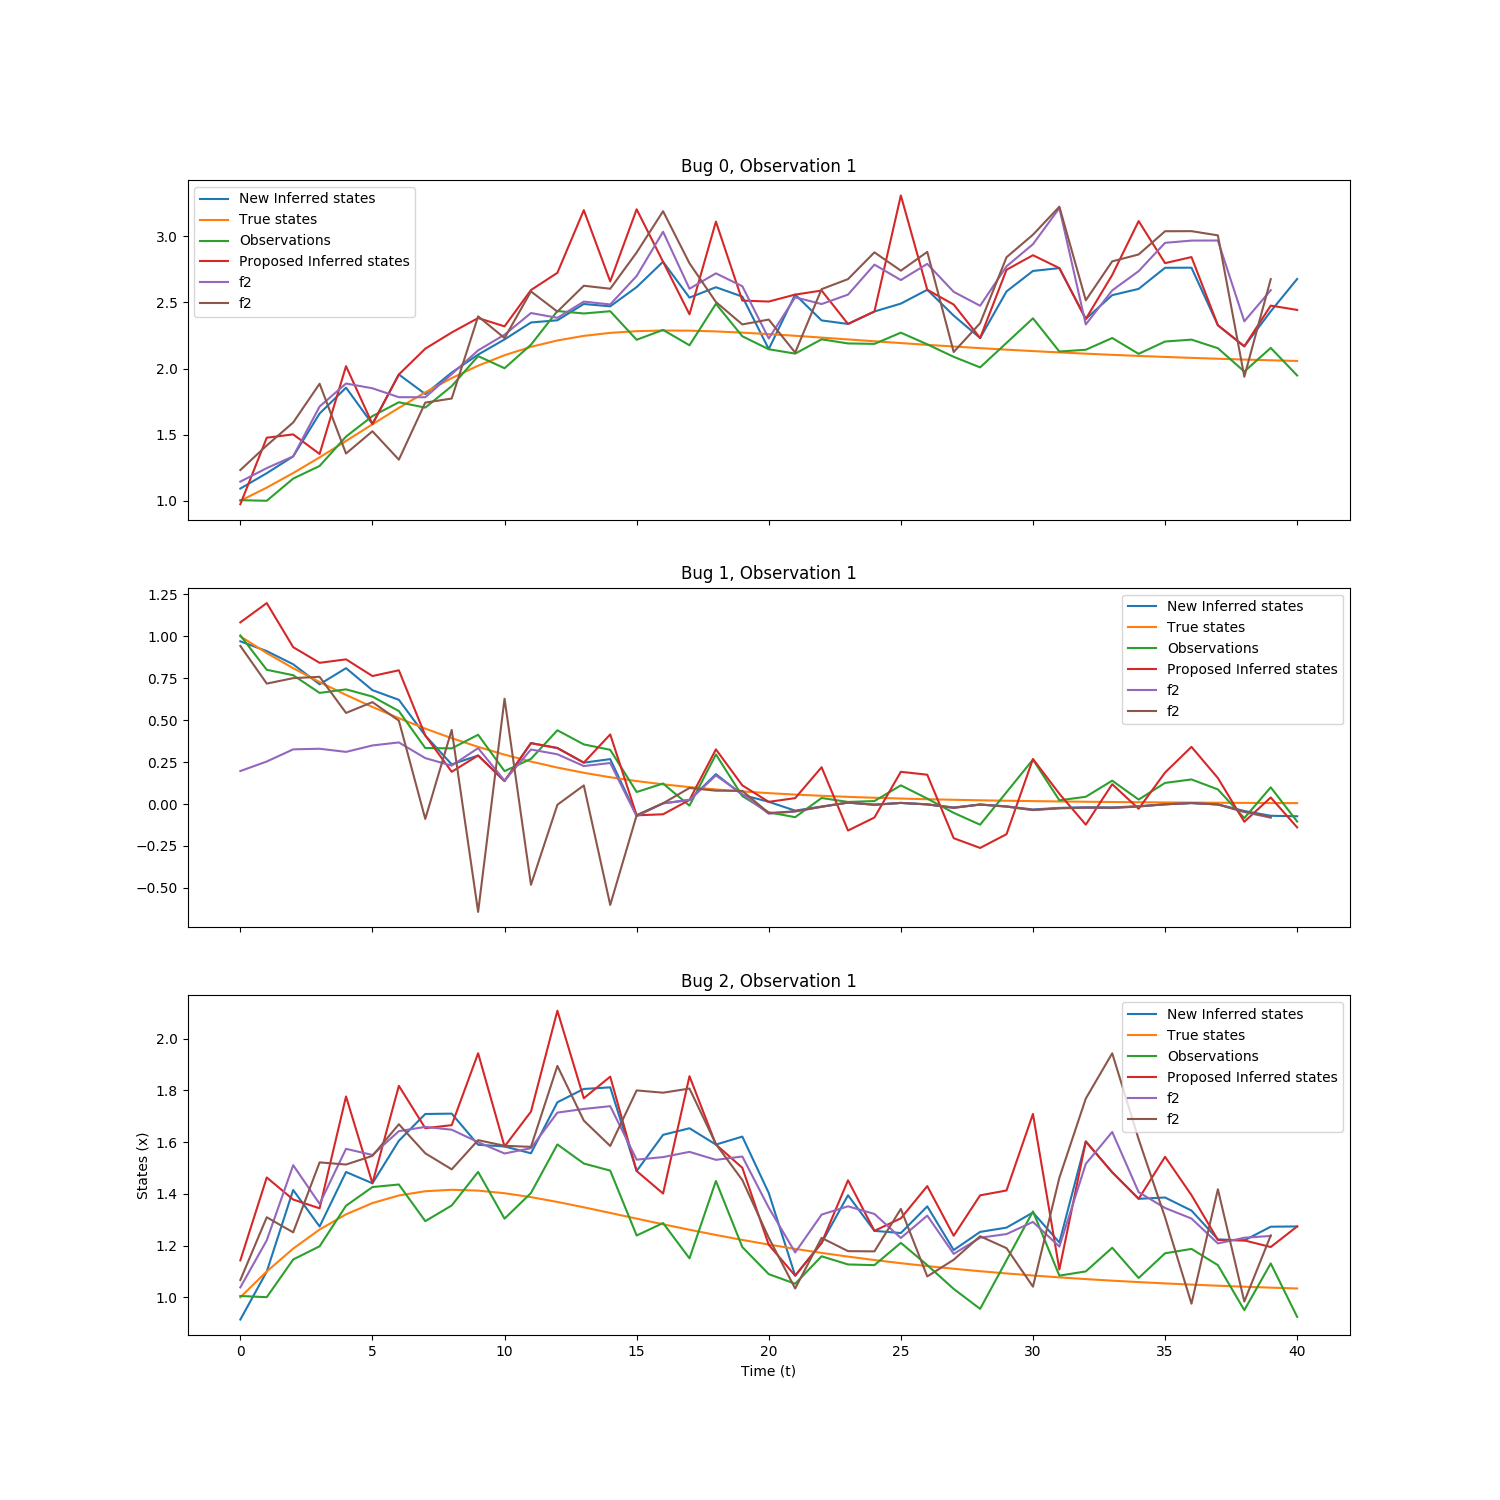 Bug 0, Observation 1
New Inferred states
True states
Observations
Proposed Inferred states
f2
f2
3.0
2.5
2.0
1.5
1.0
Bug 1, Observation 1
New Inferred states
True states
Observations
Proposed Inferred states
f2
f2
1.25
1.00
0.75
0.50
0.25
0.00
−0.25
−0.50
Bug 2, Observation 1
New Inferred states
True states
Observations
Proposed Inferred states
f2
f2
2.0
1.8
1.6
1.4
1.2
1.0
States (x)
0 5 10 15 20 25 30 35 40
Time (t)